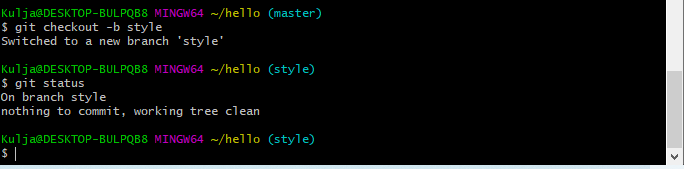 Kulja@DESKTOP-BULPQB8 MINGW64 ~/hello (master)
$ git checkout -b style
Switched to a new branch 'style'
Kulja@DESKTOP-BULPQB8 MINGW64 ~/hello (style)
$ git status
On branch style
nothing to commit, working tree clean
Kulja@DESKTOP-BULPQB8 MINGW64 ~/hello (style)
$